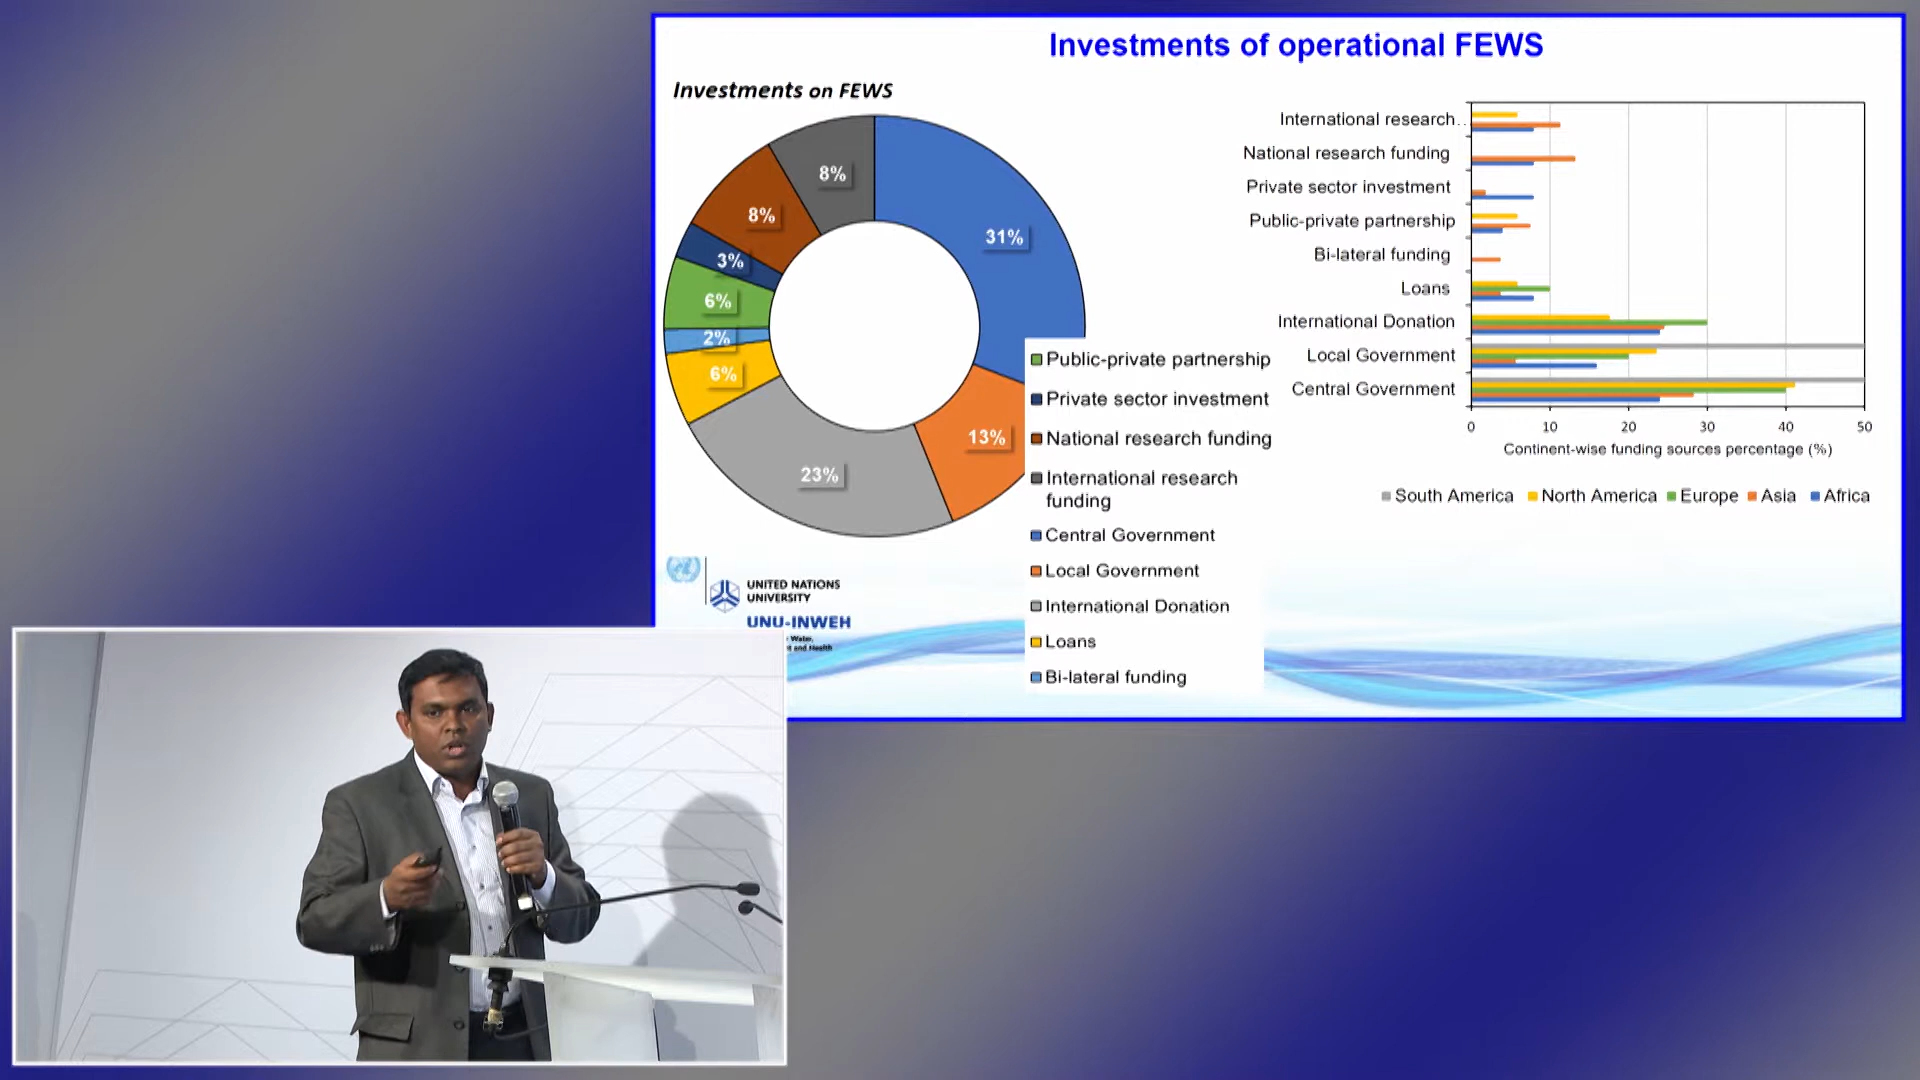 Investments of operational FEWS
Investments on FEWS
8%
31%
8%
3%
6%
2%
6%
13%
23%
Public-private partnership
Private sector investment
National research funding
International research
funding
Central Government
Local Government
International Donation
Loans
Bi-lateral funding
International research...
National research funding
Private sector investment
Public-private partnership
Bi-lateral funding
Loans
International Donation
Local Government
Central Government
0 10 20 30 40 50
Continent-wise funding sources percentage (%)
South America North America Europe Asia Africa
UNITED NATIONS
UNIVERSITY
UNU-INWEH
Water,
and Health